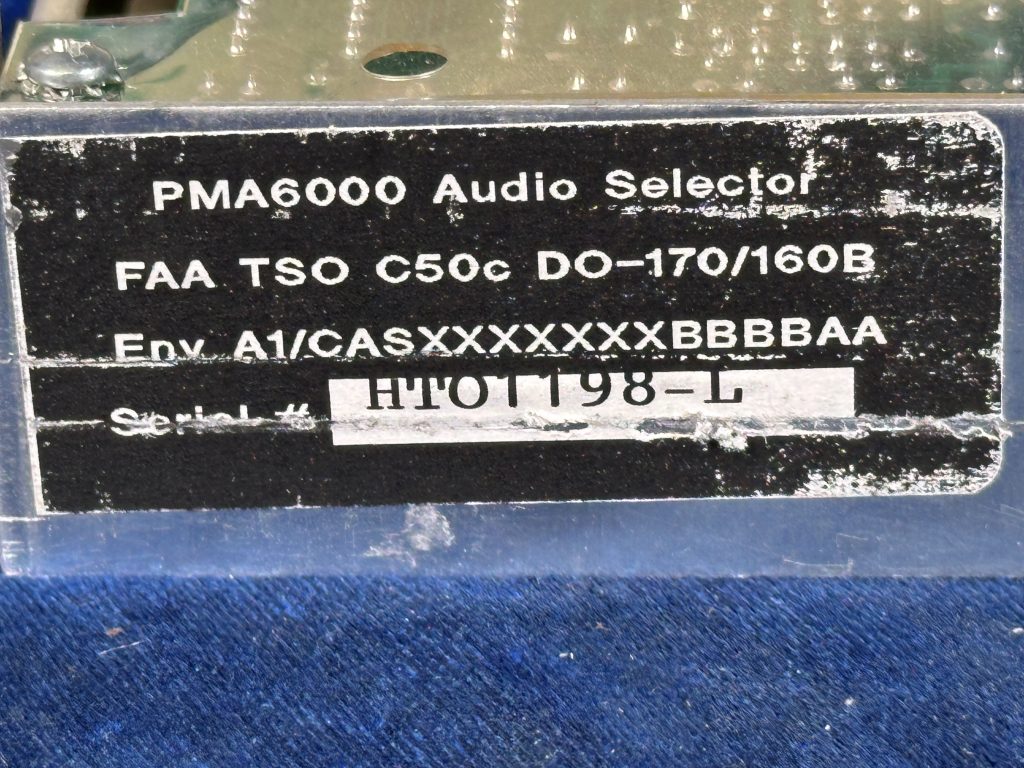 PMA6000 Audio Selector
FAA TSO C50c DO-170/160B
Env A1/CASXXXXXXXBBBBAA
Serial # HT01198-L